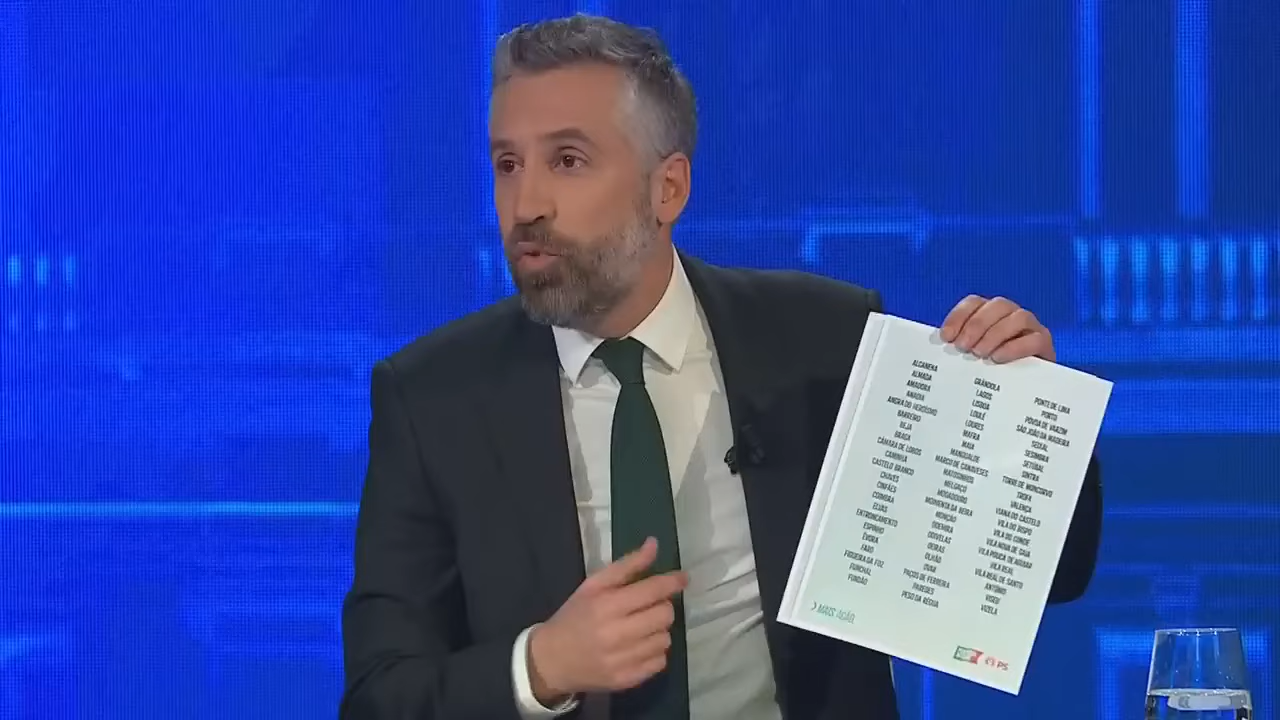 ALCANENA
ALMADA
AMADORA
ANADIA
ANGRA DO HEROÍSMO
BARREIRO
BEJA
BRAGA
CÂMARA DE LOBOS
CAMINHA
CASTELO BRANCO
CHAVES
CINFÃES
COIMBRA
ELVAS
ENTRONCAMENTO
ESPINHO
ÉVORA
FARO
FIGUEIRA DA FOZ
FUNCHAL
FUNDÃO
GRÂNDOLA
LAGOS
LISBOA
LOULÉ
LOURES
MAFRA
MAIA
MANGUALDE
MARCO DE CANAVESES
MATOSINHOS
MELGAÇO
MOGADOURO
MOIMENTA DA BEIRA
MONÇÃO
ODEMIRA
ODIVELAS
OEIRAS
OLHÃO
OVAR
PAÇOS DE FERREIRA
PAREDES
PESO DA RÉGUA
PONTE DE LIMA
PORTO
PÓVOA DE VARZIM
SÃO JOÃO DA MADEIRA
SEIXAL
SESIMBRA
SETÚBAL
SINTRA
TORRE DE MONCORVO
TROFA
VALENÇA
VIANA DO CASTELO
VILA DO BISPO
VILA DO CONDE
VILA NOVA DE GAIA
VILA POUCA DE AGUIAR
VILA REAL
VILA REAL DE SANTO
ANTÓNIO
VISEU
VIZELA
MAIS AÇÃO.
PS